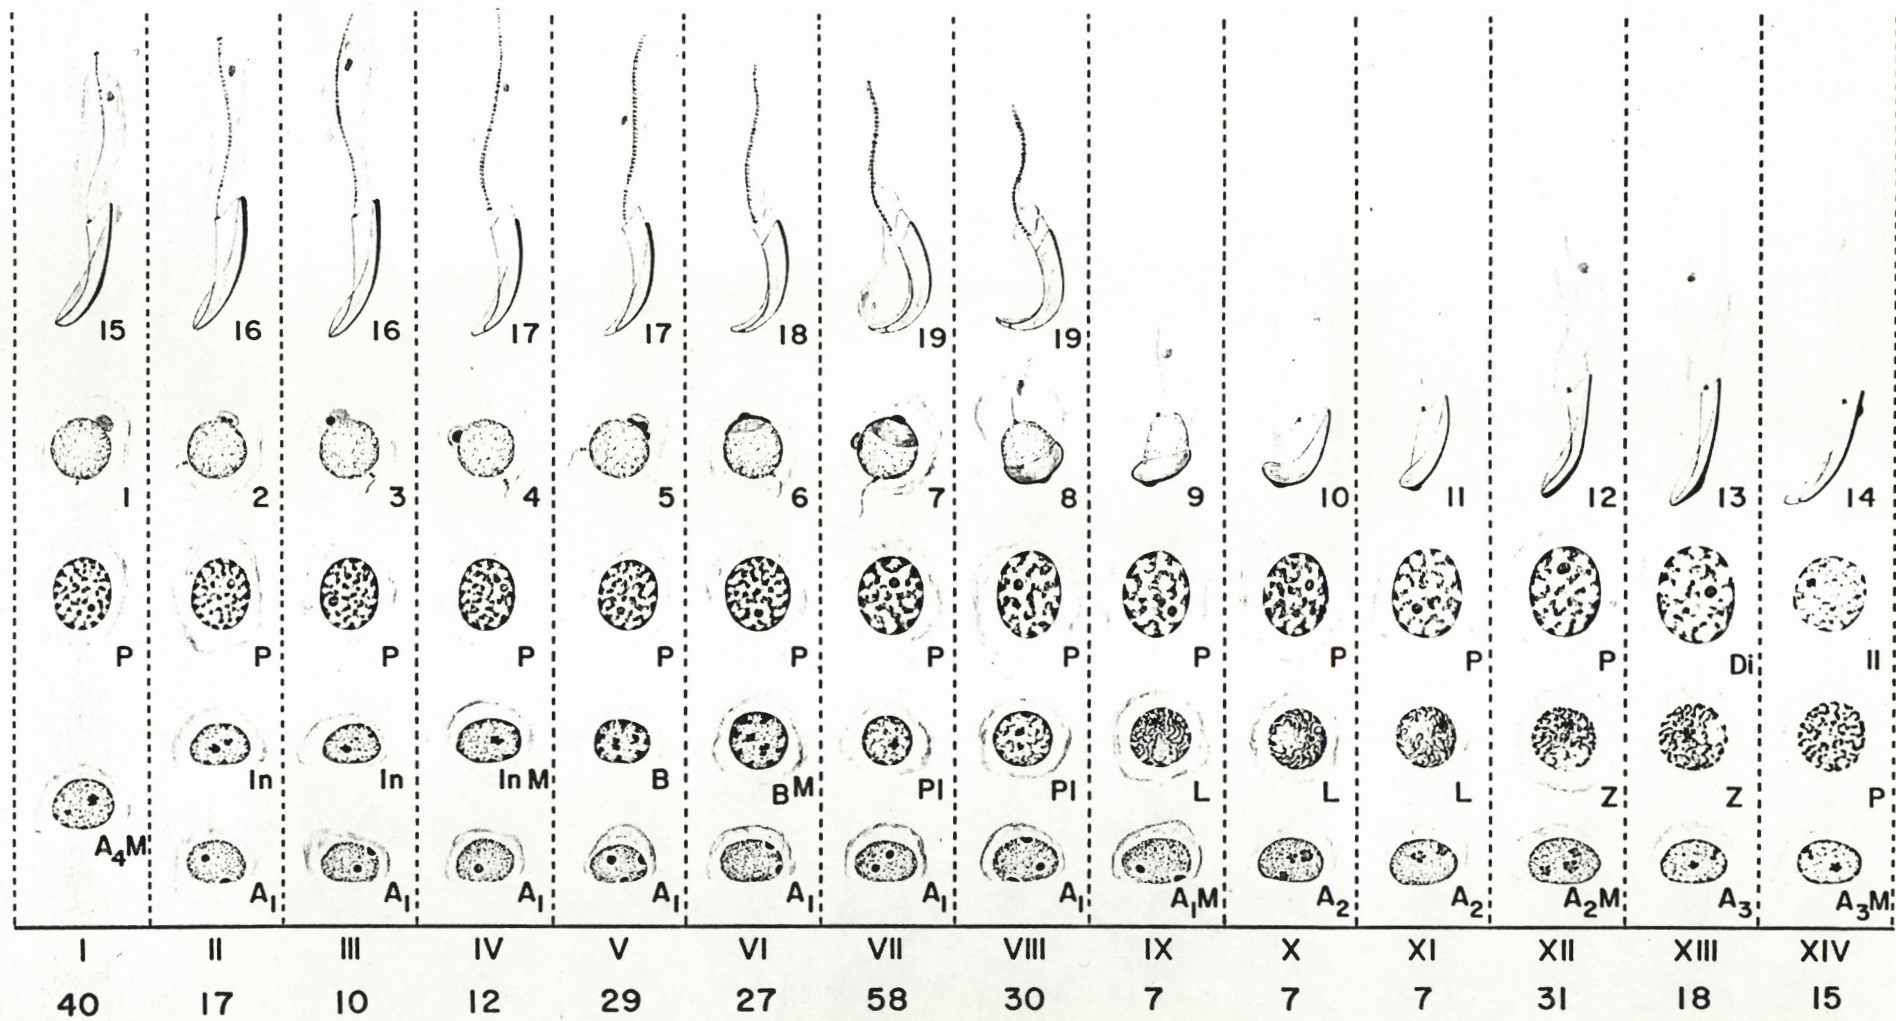 15 16 16 17 17 18 19 19
1 2 3 4 5 6 7 8 9 10 11 12 13 14
P P P P P P P P P P P P Di II
In In In M B B^M Pl Pl L L L Z Z P
A₄M A₁ A₁ A₁ A₁ A₁ A₁ A₁ A₁M A₂ A₂ A₂M A₃ A₃M
I II III IV V VI VII VIII IX X XI XII XIII XIV
40 17 10 12 29 27 58 30 7 7 7 31 18 15